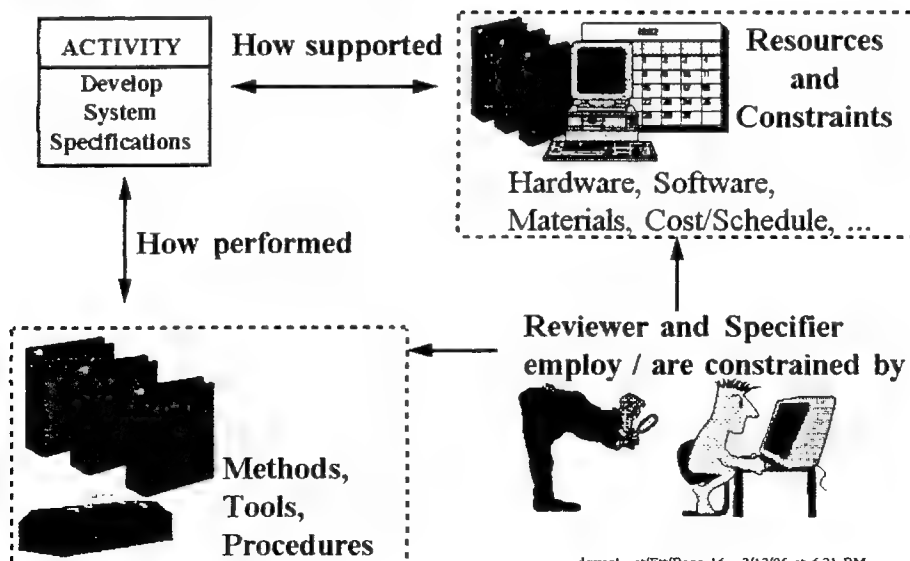 ACTIVITY
Develop
System
Specifications
How supported
Resources
and
Constraints
Hardware, Software,
Materials, Cost/Schedule, ...
How performed
Reviewer and Specifier
employ / are constrained by
Methods,
Tools,
Procedures